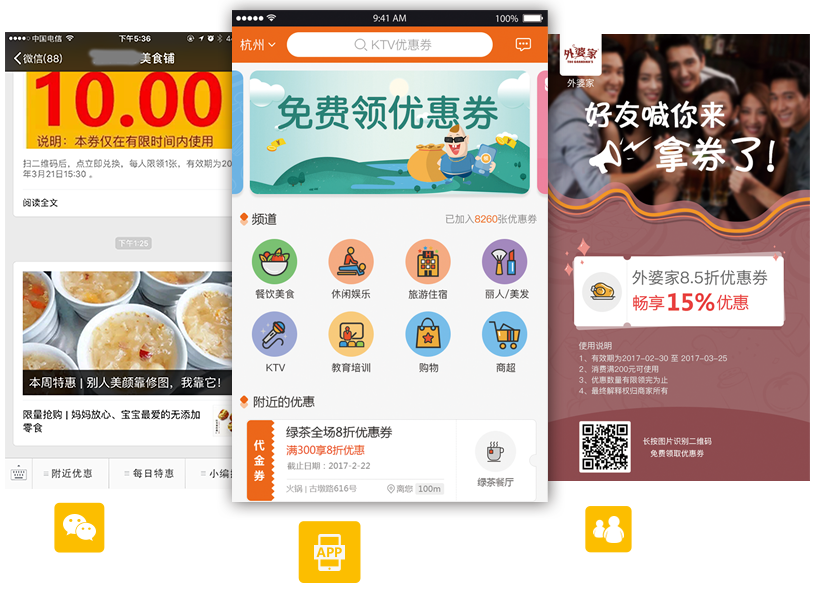 中国电信
下午5:36
微信(88)
美食铺
10.00
说明：本券仅在有限时间内使用
扫二维码后，点立即兑换，每人限领1张，有效期为20
年3月21日15:30 。
阅读全文
下午1:25
本周特惠 | 别人美颜靠修图，我靠它！
限量抢购 | 妈妈放心、宝宝最爱的无添加
零食
附近优惠
每日特惠
小编
9:41 AM
100%
杭州
KTV优惠券
免费领优惠券
频道
已加入8260张优惠券
餐饮美食
休闲娱乐
旅游住宿
丽人/美发
KTV
教育培训
购物
商超
附近的优惠
代金券
绿茶全场8折优惠券
满300享8折优惠
截止日期：2017-2-22
火锅 | 古墩路616号
离您
100m
绿茶餐厅
APP
外婆家
外婆家
好友喊你来
拿券了!
外婆家8.5折优惠券
畅享15%优惠
使用说明
1、有效期为2017-02-30 至 2017-03-25
2、消费满200元可使用
3、优惠数量有限领完为止
4、最终解释权归商家所有
长按图片识别二维码
免费领取优惠券